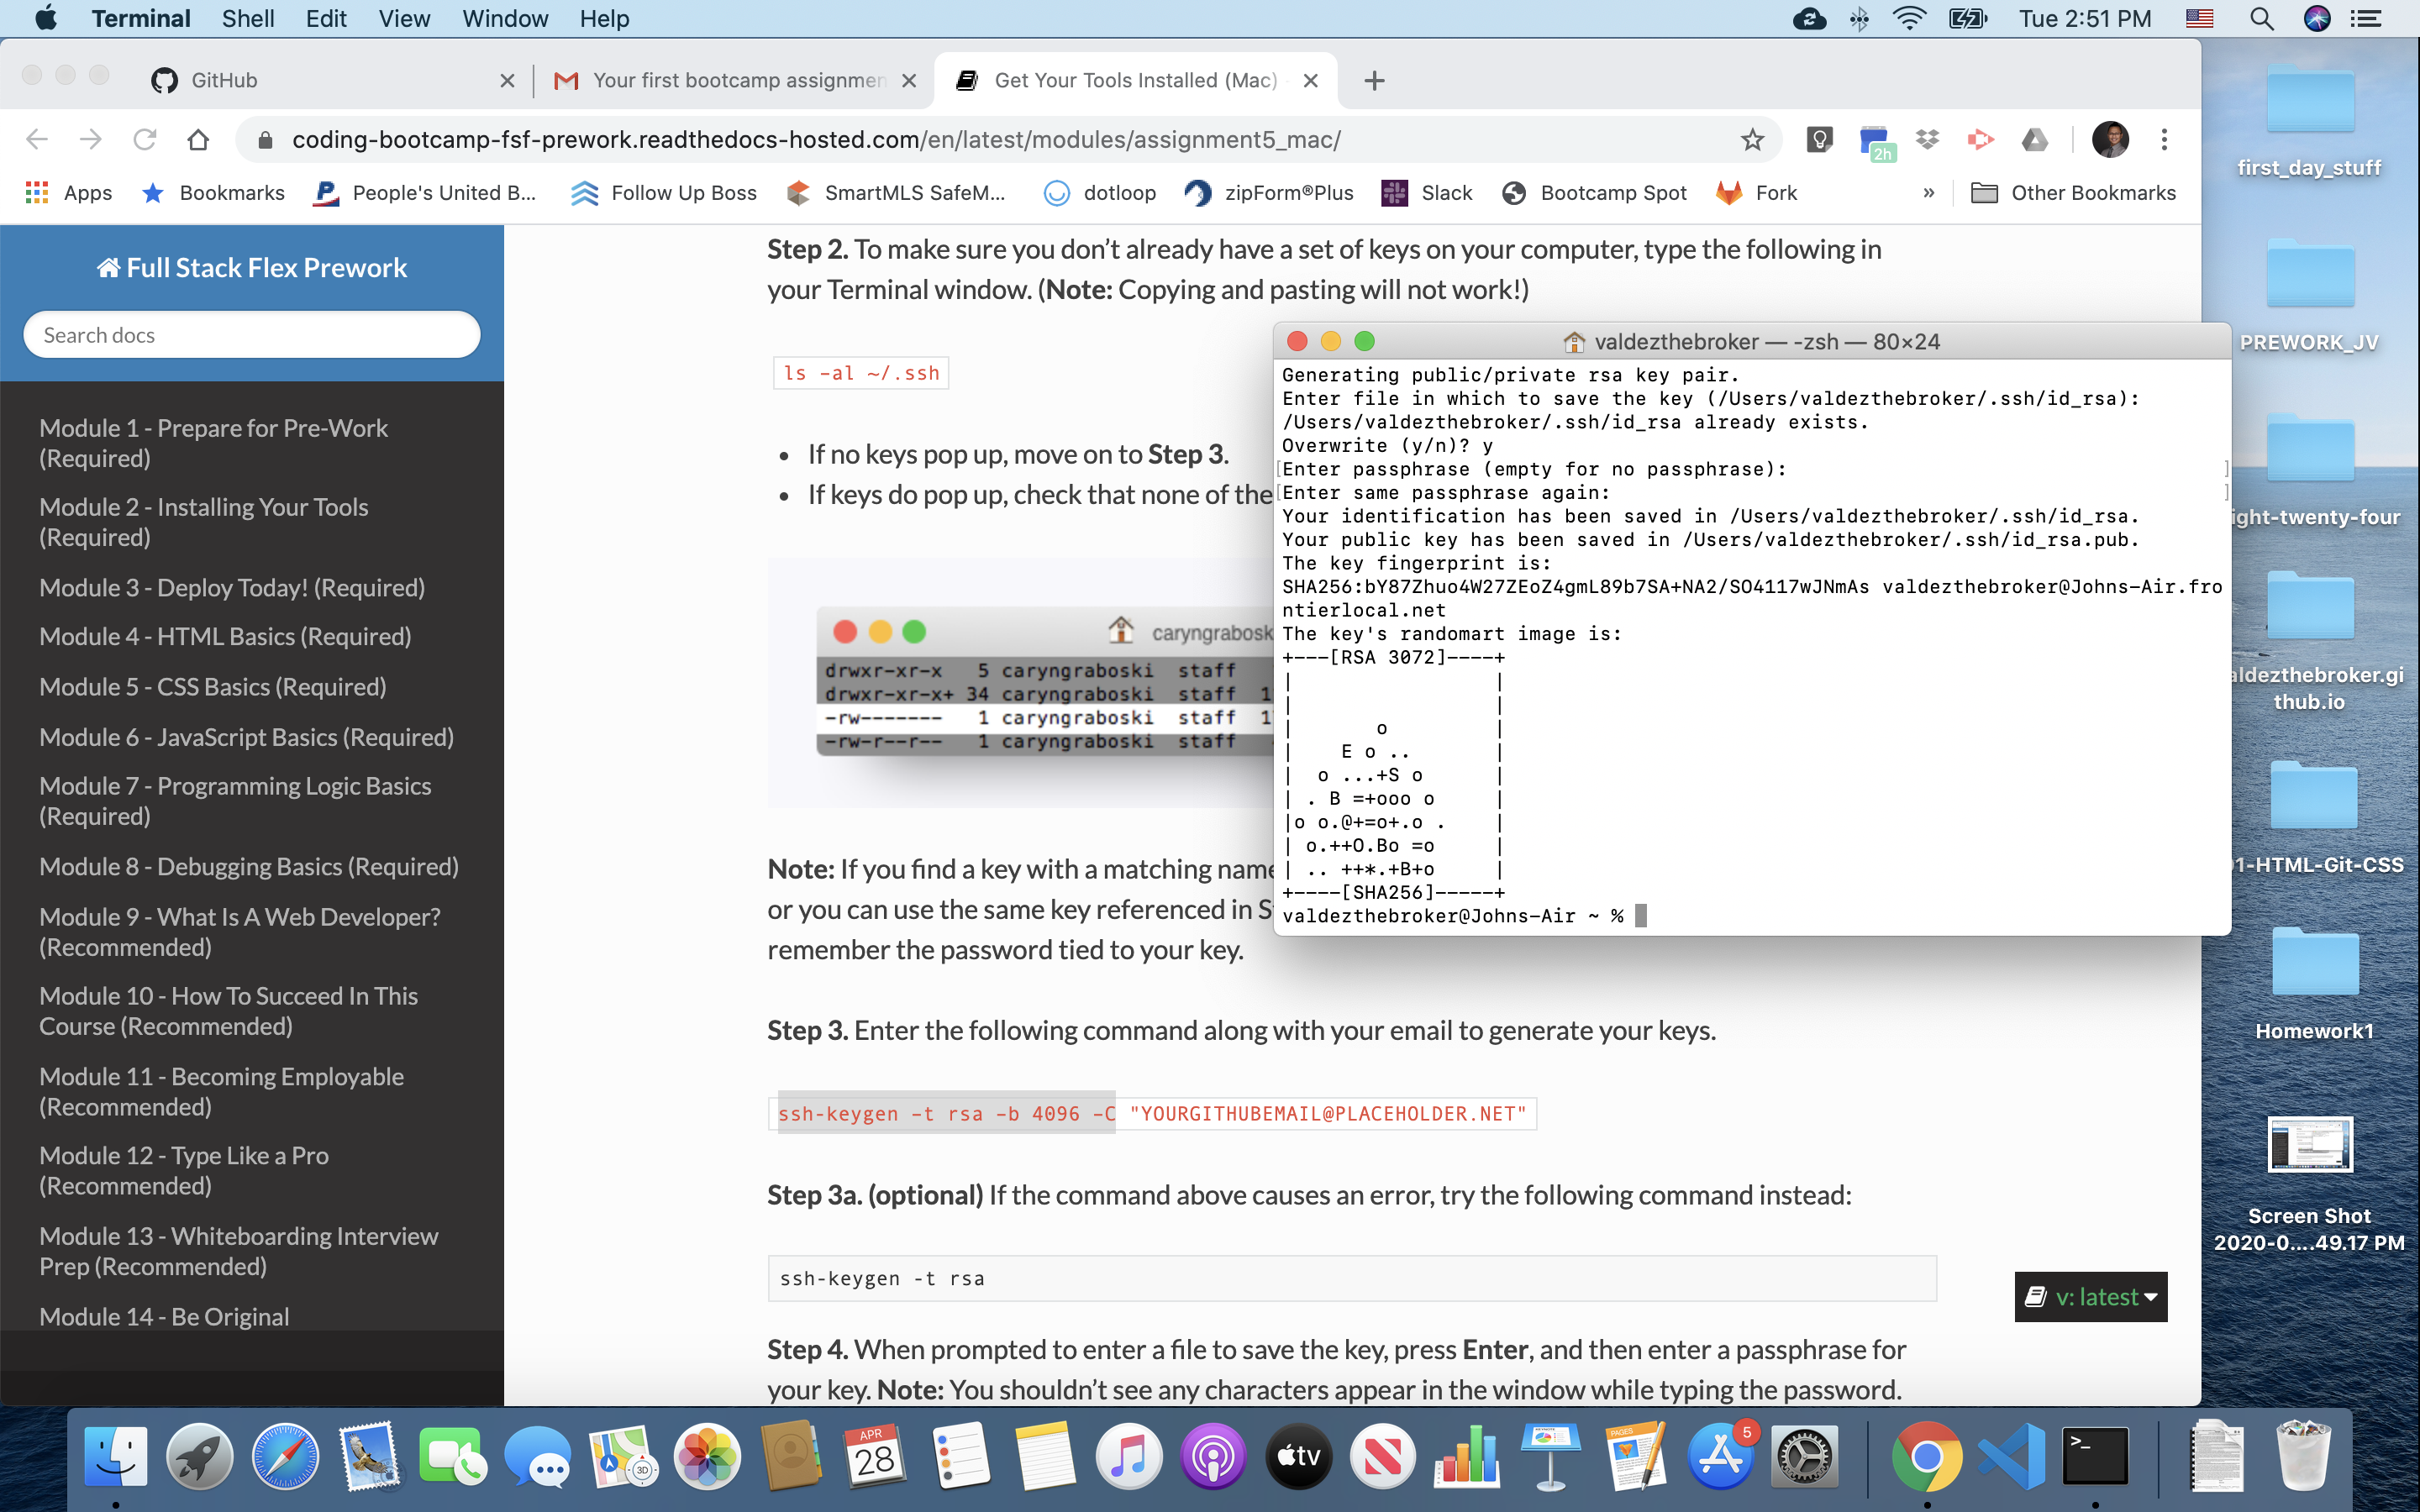 Terminal Shell Edit View Window Help Tue 2:51 PM
GitHub Your first bootcamp assignmen Get Your Tools Installed (Mac)
coding-bootcamp-fsf-prework.readthedocs-hosted.com/en/latest/modules/assignment5_mac/ 2h
Apps Bookmarks People's United B... Follow Up Boss SmartMLS SafeM... dotloop zipForm®Plus Slack Bootcamp Spot Fork » Other Bookmarks
Full Stack Flex Prework
Search docs
Module 1 - Prepare for Pre-Work
(Required)
Module 2 - Installing Your Tools
(Required)
Module 3 - Deploy Today! (Required)
Module 4 - HTML Basics (Required)
Module 5 - CSS Basics (Required)
Module 6 - JavaScript Basics (Required)
Module 7 - Programming Logic Basics
(Required)
Module 8 - Debugging Basics (Required)
Module 9 - What Is A Web Developer?
(Recommended)
Module 10 - How To Succeed In This
Course (Recommended)
Module 11 - Becoming Employable
(Recommended)
Module 12 - Type Like a Pro
(Recommended)
Module 13 - Whiteboarding Interview
Prep (Recommended)
Module 14 - Be Original
Step 2. To make sure you don’t already have a set of keys on your computer, type the following in
your Terminal window. (Note: Copying and pasting will not work!)
ls -al ~/.ssh
• If no keys pop up, move on to Step 3.
• If keys do pop up, check that none of the
caryngrabosk
drwxr-xr-x 5 caryngraboski staff
drwxr-xr-x+ 34 caryngraboski staff 1
-rw------- 1 caryngraboski staff 1
-rw-r--r-- 1 caryngraboski staff
Note: If you find a key with a matching name
or you can use the same key referenced in S
remember the password tied to your key.
Step 3. Enter the following command along with your email to generate your keys.
ssh-keygen -t rsa -b 4096 -C "YOURGITHUBEMAIL@PLACEHOLDER.NET"
Step 3a. (optional) If the command above causes an error, try the following command instead:
ssh-keygen -t rsa
Step 4. When prompted to enter a file to save the key, press Enter, and then enter a passphrase for
your key. Note: You shouldn’t see any characters appear in the window while typing the password.
v: latest
valdezthebroker — -zsh — 80×24
Generating public/private rsa key pair.
Enter file in which to save the key (/Users/valdezthebroker/.ssh/id_rsa):
/Users/valdezthebroker/.ssh/id_rsa already exists.
Overwrite (y/n)? y
[Enter passphrase (empty for no passphrase): ]
[Enter same passphrase again: ]
Your identification has been saved in /Users/valdezthebroker/.ssh/id_rsa.
Your public key has been saved in /Users/valdezthebroker/.ssh/id_rsa.pub.
The key fingerprint is:
SHA256:bY87Zhuo4W27ZEoZ4gmL89b7SA+NA2/SO4117wJNmAs valdezthebroker@Johns-Air.fro
ntierlocal.net
The key's randomart image is:
+---[RSA 3072]----+
|                 |
|                 |
|       o         |
|    E o ..       |
|  o ...+S o      |
| . B =+ooo o     |
|o o.@+=o+.o .    |
| o.++O.Bo =o     |
| .. ++*.+B+o     |
+----[SHA256]-----+
valdezthebroker@Johns-Air ~ %
first_day_stuff
PREWORK_JV
ight-twenty-four
aldezthebroker.gi
thub.io
01-HTML-Git-CSS
Homework1
Screen Shot
2020-0....49.17 PM
APR
28
3D
tv
PAGES
5
>_